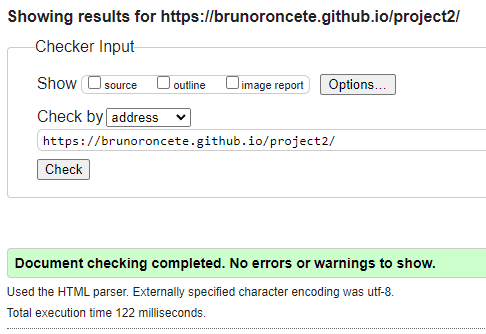 Showing results for https://brunoroncete.github.io/project2/
Checker Input
Show source outline image report Options...
Check by address
https://brunoroncete.github.io/project2/
Check
Document checking completed. No errors or warnings to show.
Used the HTML parser. Externally specified character encoding was utf-8.
Total execution time 122 milliseconds.